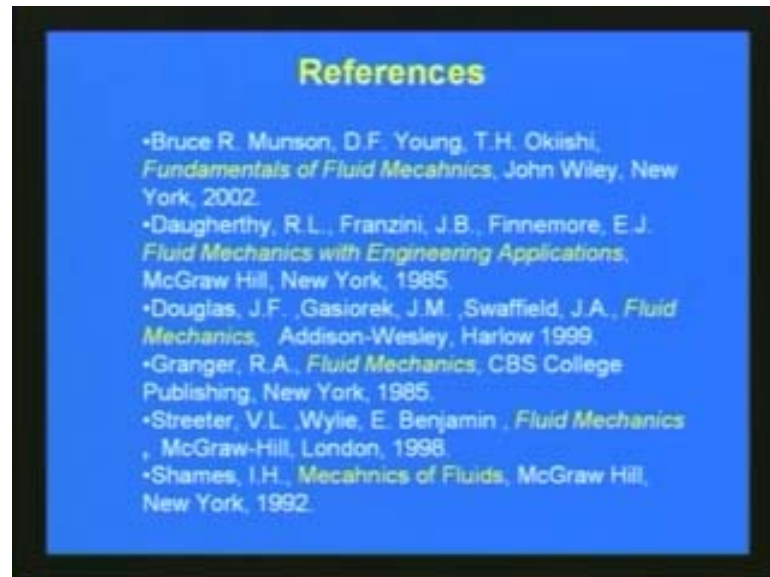 References
•Bruce R. Munson, D.F. Young, T.H. Okiishi,
Fundamentals of Fluid Mecahnics, John Wiley, New
York, 2002.
•Daugherthy, R.L., Franzini, J.B., Finnemore, E.J.
Fluid Mechanics with Engineering Applications,
McGraw Hill, New York, 1985.
•Douglas, J.F. ,Gasiorek, J.M. ,Swaffield, J.A., Fluid
Mechanics, Addison-Wesley, Harlow 1999.
•Granger, R.A., Fluid Mechanics, CBS College
Publishing, New York, 1985.
•Streeter, V.L. ,Wylie, E. Benjamin , Fluid Mechanics
, McGraw-Hill, London, 1998.
•Shames, I.H., Mecahnics of Fluids, McGraw Hill,
New York, 1992.